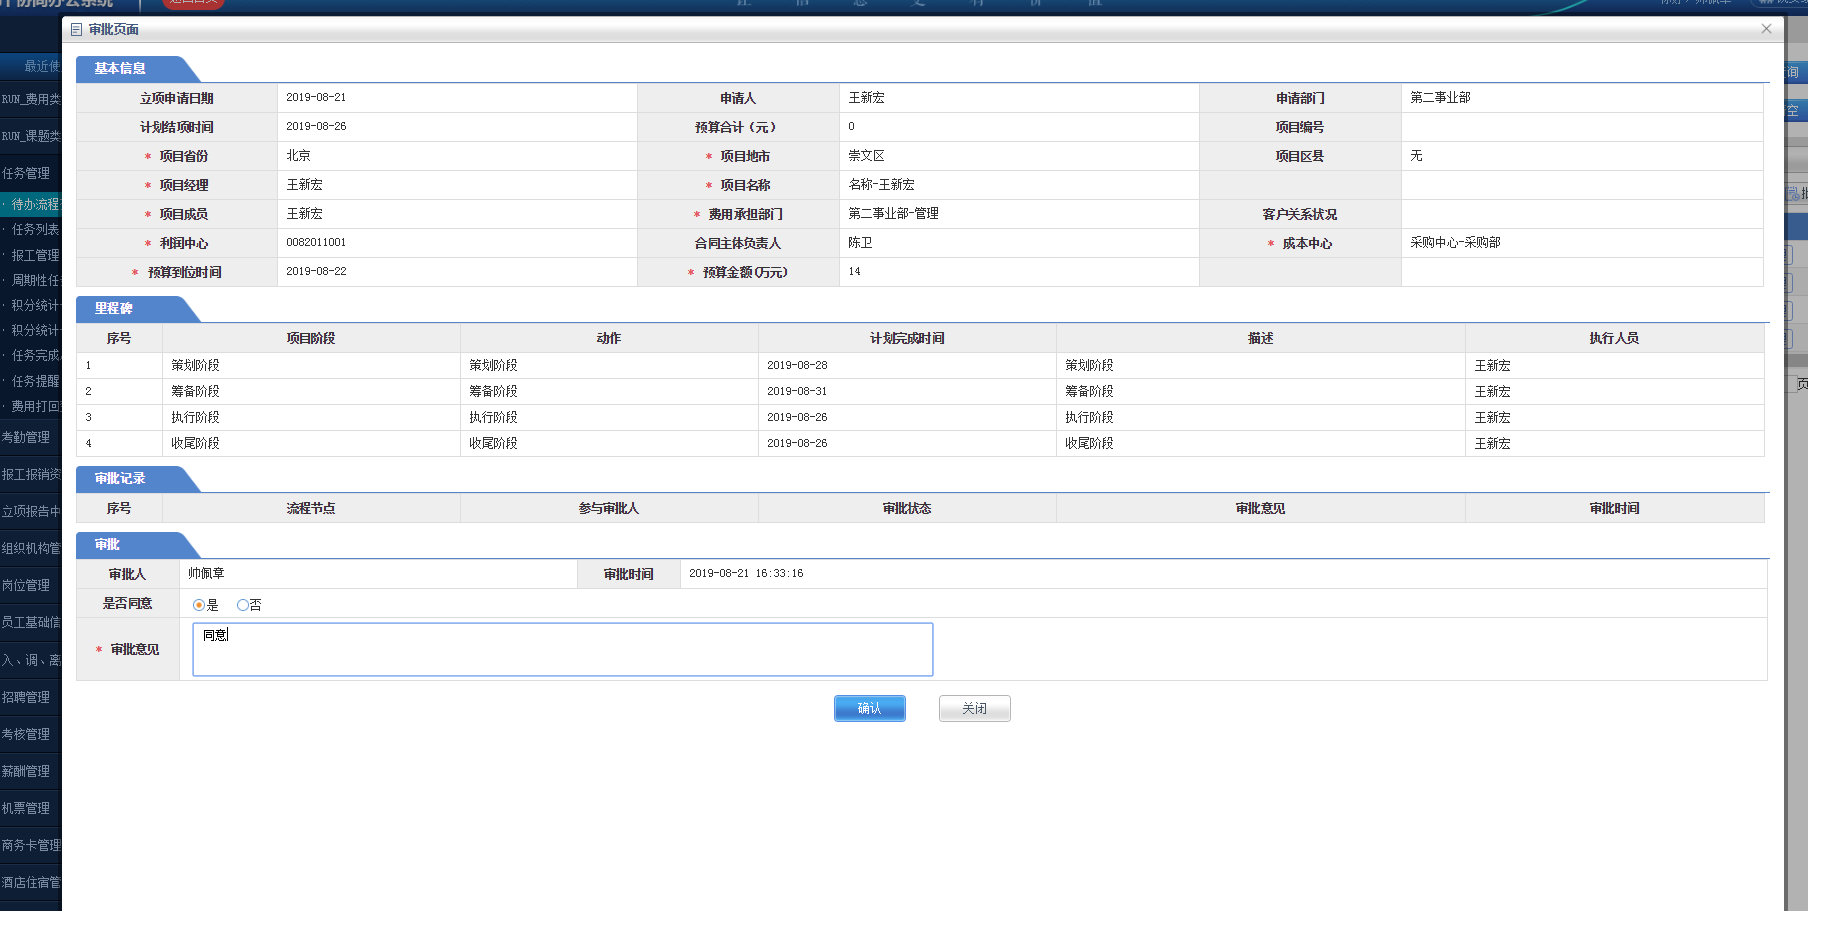 审批页面
最近使
RUN_费用类
RUN_课题类
任务管理
· 待办流程
· 任务列表
· 报工管理
· 周期性任
· 积分统计
· 积分统计
· 任务完成
· 任务提醒
· 费用打回
考勤管理
报工报销资
立项报告中
组织机构管
岗位管理
员工基础信
入、调、离
招聘管理
考核管理
薪酬管理
机票管理
商务卡管理
酒店住宿管
基本信息
立项申请日期 2019-08-21 申请人 王新宏 申请部门 第二事业部
计划结项时间 2019-08-26 预算合计（元） 0 项目编号
* 项目省份 北京 * 项目地市 崇文区 项目区县 无
* 项目经理 王新宏 * 项目名称 名称-王新宏
* 项目成员 王新宏 * 费用承担部门 第二事业部-管理 客户关系状况
* 利润中心 0082011001 合同主体负责人 陈卫 * 成本中心 采购中心-采购部
* 预算到位时间 2019-08-22 * 预算金额(万元) 14
里程碑
序号 项目阶段 动作 计划完成时间 描述 执行人员
1 策划阶段 策划阶段 2019-08-28 策划阶段 王新宏
2 筹备阶段 筹备阶段 2019-08-31 筹备阶段 王新宏
3 执行阶段 执行阶段 2019-08-26 执行阶段 王新宏
4 收尾阶段 收尾阶段 2019-08-26 收尾阶段 王新宏
审批记录
序号 流程节点 参与审批人 审批状态 审批意见 审批时间
审批
审批人 帅佩章 审批时间 2019-08-21 16:33:16
是否同意 是 否
* 审批意见 同意
确认 关闭
询
空
页